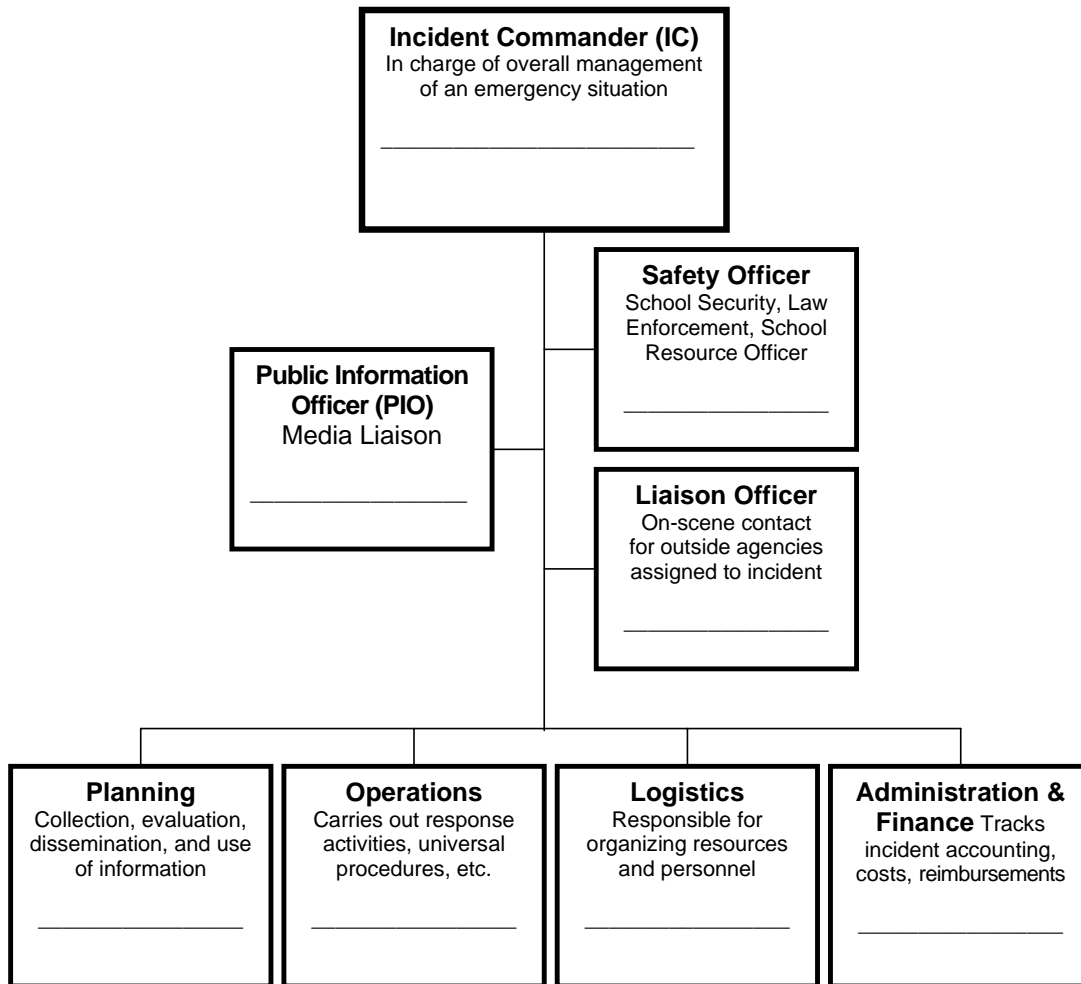 Incident Commander (IC)
In charge of overall management
of an emergency situation
Safety Officer
School Security, Law
Enforcement, School
Resource Officer
Public Information
Officer (PIO)
Media Liaison
Liaison Officer
On-scene contact
for outside agencies
assigned to incident
Planning
Collection, evaluation,
dissemination, and use
of information
Operations
Carries out response
activities, universal
procedures, etc.
Logistics
Responsible for
organizing resources
and personnel
Administration &
Finance Tracks
incident accounting,
costs, reimbursements